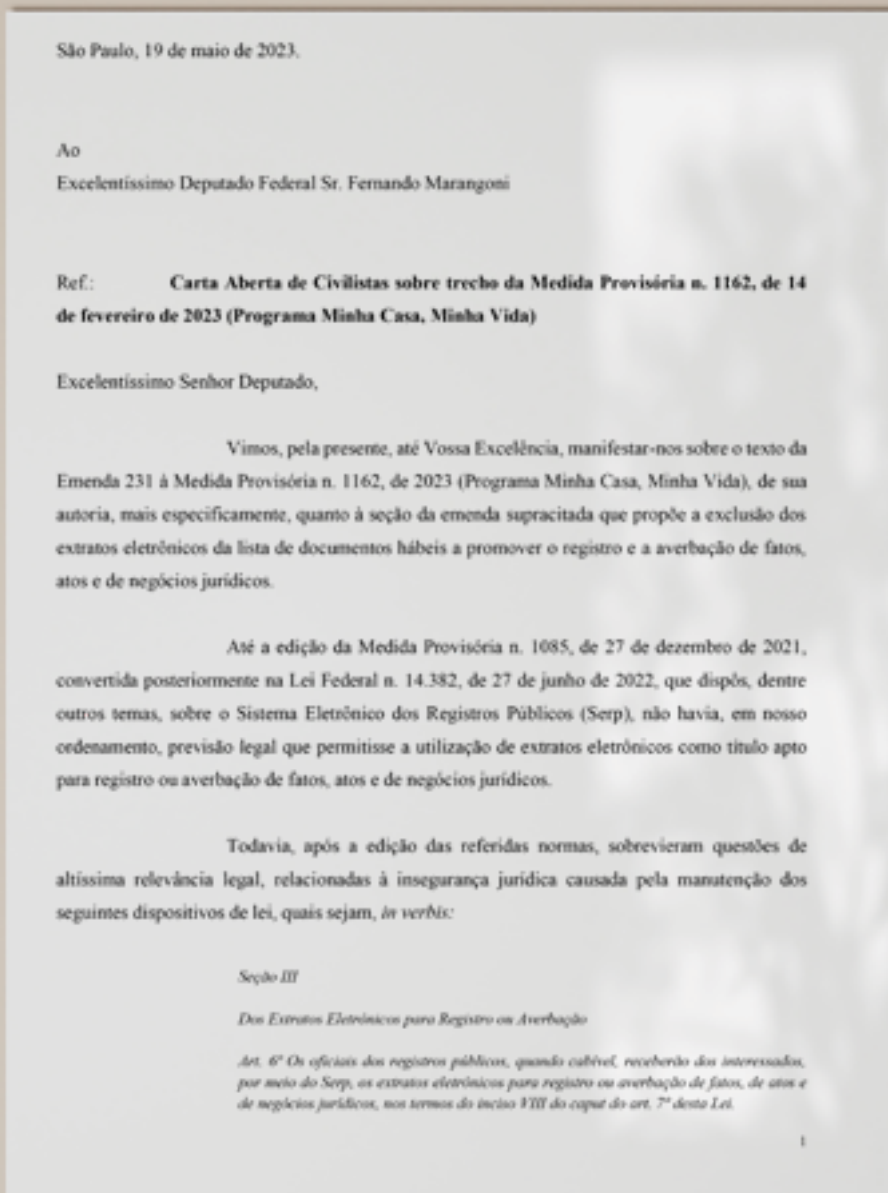 São Paulo, 19 de maio de 2023.
Ao
Excelentíssimo Deputado Federal Sr. Fernando Marangoni
Ref.: Carta Aberta de Civilistas sobre trecho da Medida Provisória n. 1162, de 14
de fevereiro de 2023 (Programa Minha Casa, Minha Vida)
Excelentíssimo Senhor Deputado,
Vimos, pela presente, até Vossa Excelência, manifestar-nos sobre o texto da
Emenda 231 à Medida Provisória n. 1162, de 2023 (Programa Minha Casa, Minha Vida), de sua
autoria, mais especificamente, quanto à seção da emenda supracitada que propõe a exclusão dos
extratos eletrônicos da lista de documentos hábeis a promover o registro e a averbação de fatos,
atos e de negócios jurídicos.
Até a edição da Medida Provisória n. 1085, de 27 de dezembro de 2021,
convertida posteriormente na Lei Federal n. 14.382, de 27 de junho de 2022, que dispôs, dentre
outros temas, sobre o Sistema Eletrônico dos Registros Públicos (Serp), não havia, em nosso
ordenamento, previsão legal que permitisse a utilização de extratos eletrônicos como título apto
para registro ou averbação de fatos, atos e de negócios jurídicos.
Todavia, após a edição das referidas normas, sobrevieram questões de
altíssima relevância legal, relacionadas à insegurança jurídica causada pela manutenção dos
seguintes dispositivos de lei, quais sejam, in verbis:
Seção III
Dos Extratos Eletrônicos para Registro ou Averbação
Art. 6º Os oficiais dos registros públicos, quando cabível, receberão dos interessados,
por meio do Serp, os extratos eletrônicos para registro ou averbação de fatos, de atos e
de negócios jurídicos, nos termos do inciso VIII do caput do art. 7º desta Lei.
1